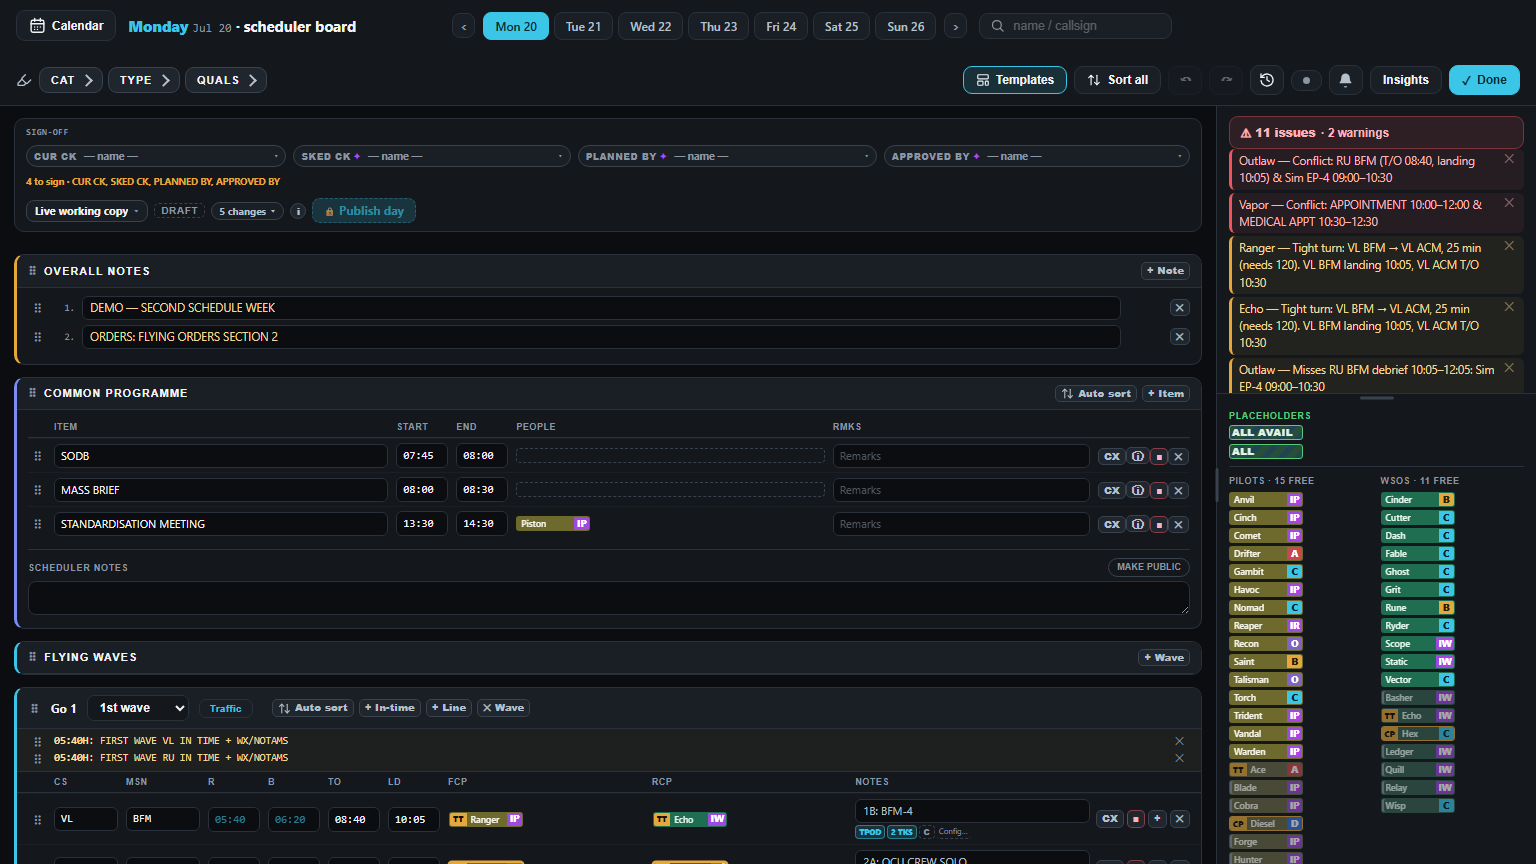 Calendar
Monday Jul 20 · scheduler board
‹ Mon 20 Tue 21 Wed 22 Thu 23 Fri 24 Sat 25 Sun 26 ›
name / callsign
CAT TYPE QUALS
Templates Sort all Insights ✓ Done
SIGN-OFF
CUR CK — name —
SKED CK ✦ — name —
PLANNED BY ✦ — name —
APPROVED BY ✦ — name —
4 to sign · CUR CK, SKED CK, PLANNED BY, APPROVED BY
Live working copy DRAFT 5 changes i Publish day
OVERALL NOTES + Note
1. DEMO — SECOND SCHEDULE WEEK
2. ORDERS: FLYING ORDERS SECTION 2
COMMON PROGRAMME Auto sort + Item
ITEM START END PEOPLE RMKS
SODB 07:45 08:00 Remarks CX
MASS BRIEF 08:00 08:30 Remarks CX
STANDARDISATION MEETING 13:30 14:30 Piston IP Remarks CX
SCHEDULER NOTES MAKE PUBLIC
FLYING WAVES + Wave
Go 1 1st wave Traffic Auto sort + In-time + Line X Wave
05:40H: FIRST WAVE VL IN TIME + WX/NOTAMS
05:40H: FIRST WAVE RU IN TIME + WX/NOTAMS
CS MSN R B TO LD FCP RCP NOTES
VL BFM 05:40 06:20 08:40 10:05 TT Ranger IP TT Echo IW 1B: BFM-4 CX
TPOD 2 TKS C Config...
2A: OCU CREW SOLO
⚠ 11 issues · 2 warnings
Outlaw — Conflict: RU BFM (T/O 08:40, landing
10:05) & Sim EP-4 09:00–10:30
Vapor — Conflict: APPOINTMENT 10:00–12:00 &
MEDICAL APPT 10:30–12:30
Ranger — Tight turn: VL BFM → VL ACM, 25 min
(needs 120). VL BFM landing 10:05, VL ACM T/O
10:30
Echo — Tight turn: VL BFM → VL ACM, 25 min
(needs 120). VL BFM landing 10:05, VL ACM T/O
10:30
Outlaw — Misses RU BFM debrief 10:05–12:05: Sim
EP-4 09:00–10:30
PLACEHOLDERS
ALL AVAIL
ALL
PILOTS · 15 FREE
Anvil IP
Cinch IP
Comet IP
Drifter A
Gambit C
Havoc IP
Nomad C
Reaper IR
Recon O
Saint B
Talisman O
Torch C
Trident IP
Vandal IP
Warden IP
TT Ace A
Blade IP
Cobra IP
CP Diesel D
Forge IP
Hunter IP
WSOS · 11 FREE
Cinder B
Cutter C
Dash C
Fable C
Ghost C
Grit C
Rune B
Ryder C
Scope IW
Static IW
Vector C
Basher IW
TT Echo IW
CP Hex C
Ledger IW
Quill IW
Relay IW
Wisp C